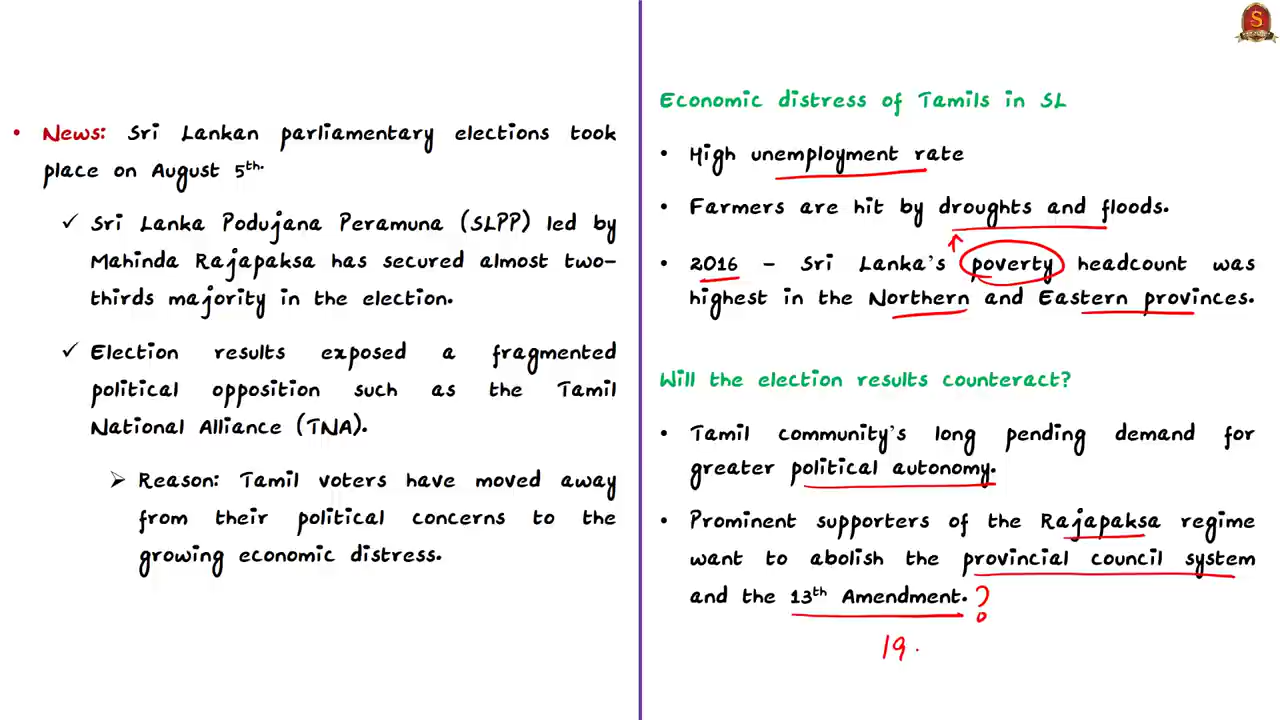 • News: Sri Lankan parliamentary elections took
place on August 5th.
✓ Sri Lanka Podujana Peramuna (SLPP) led by
Mahinda Rajapaksa has secured almost two-
thirds majority in the election.
✓ Election results exposed a fragmented
political opposition such as the Tamil
National Alliance (TNA).
➢ Reason: Tamil voters have moved away
from their political concerns to the
growing economic distress.
S
Economic distress of Tamils in SL
• High unemployment rate
• Farmers are hit by droughts and floods.
• 2016 – Sri Lanka's poverty headcount was
highest in the Northern and Eastern provinces.
Will the election results counteract?
• Tamil community's long pending demand for
greater political autonomy.
• Prominent supporters of the Rajapaksa regime
want to abolish the provincial council system
and the 13th Amendment. ?
19.